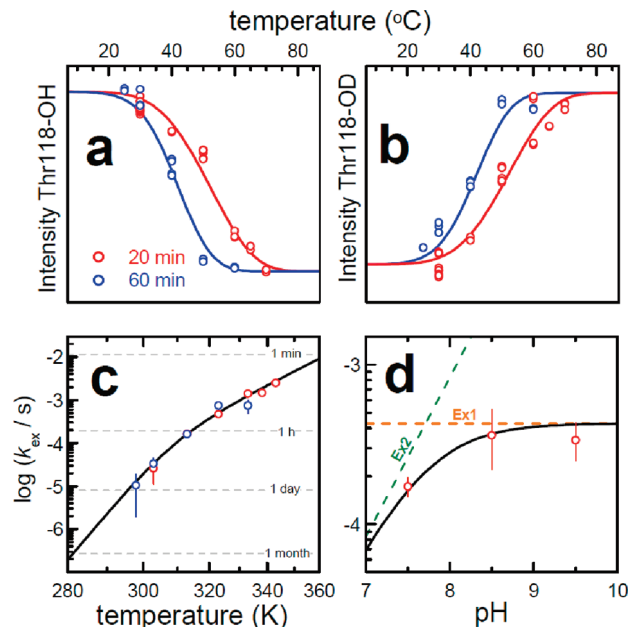 temperature (°C)
20 40 60 80 20 40 60 80
Intensity Thr118-OH
a
20 min
60 min
Intensity Thr118-OD
b
log (kex / s)
-2
-3
-4
-5
-6
c
1 min
1 h
1 day
1 month
280 300 320 340 360
temperature (K)
-3
-4
d
Ex1
Ex2
7 8 9 10
pH